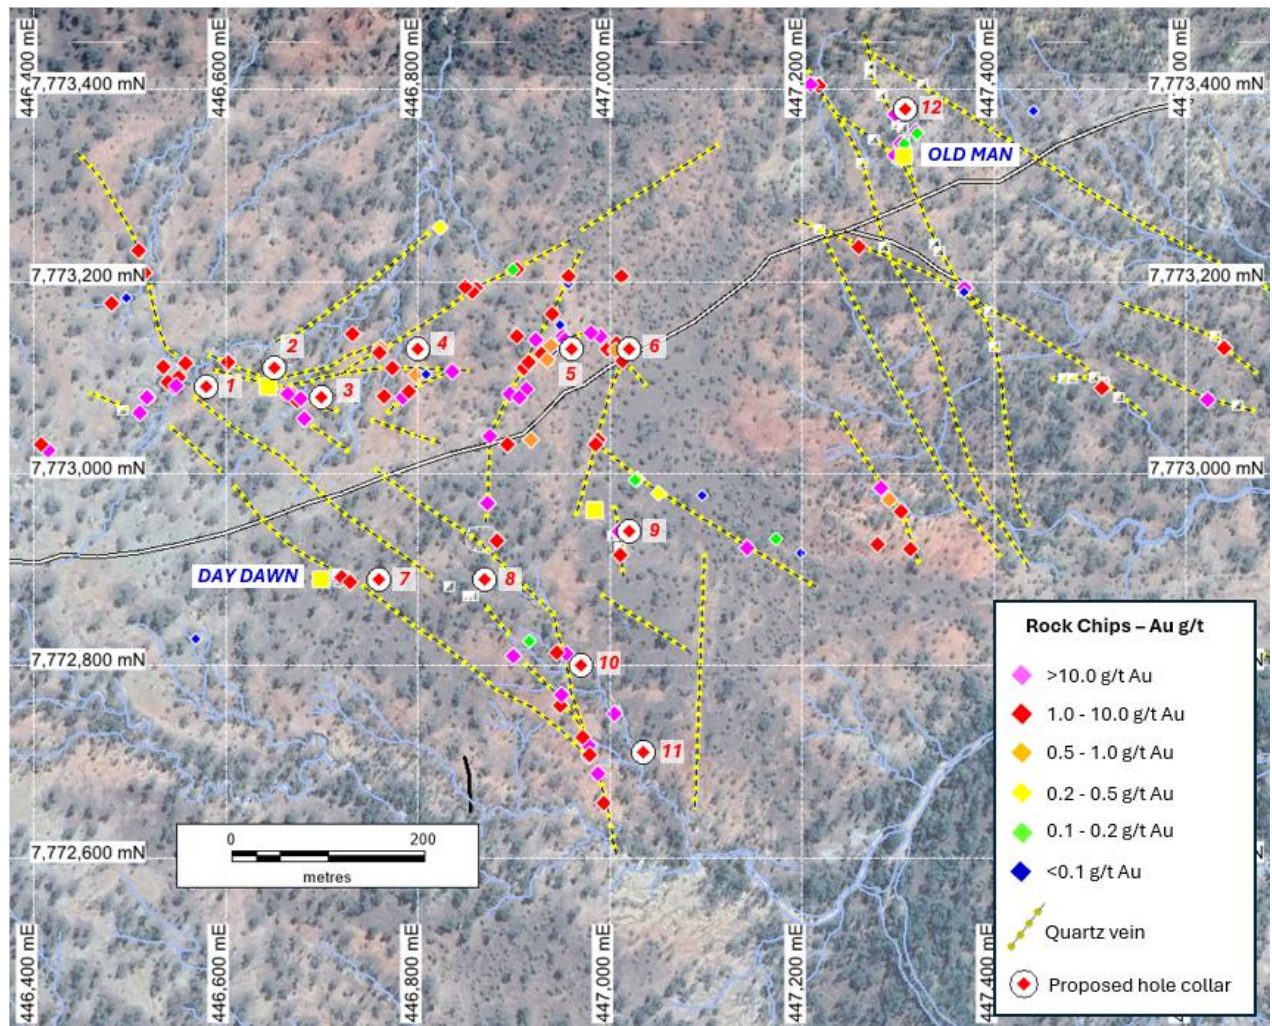 446,400 mE
446,600 mE
446,800 mE
447,000 mE
447,200 mE
447,400 mE
7,773,400 mN
7,773,400 mN
12
OLD MAN
7,773,200 mN
7,773,200 mN
2
4
6
5
1
3
7,773,000 mN
7,773,000 mN
9
DAY DAWN
7
8
7,772,800 mN
10
11
0
200
metres
7,772,600 mN
446,400 mE
446,600 mE
446,800 mE
447,000 mE
447,200 mE
Rock Chips – Au g/t
>10.0 g/t Au
1.0 - 10.0 g/t Au
0.5 - 1.0 g/t Au
0.2 - 0.5 g/t Au
0.1 - 0.2 g/t Au
<0.1 g/t Au
Quartz vein
Proposed hole collar